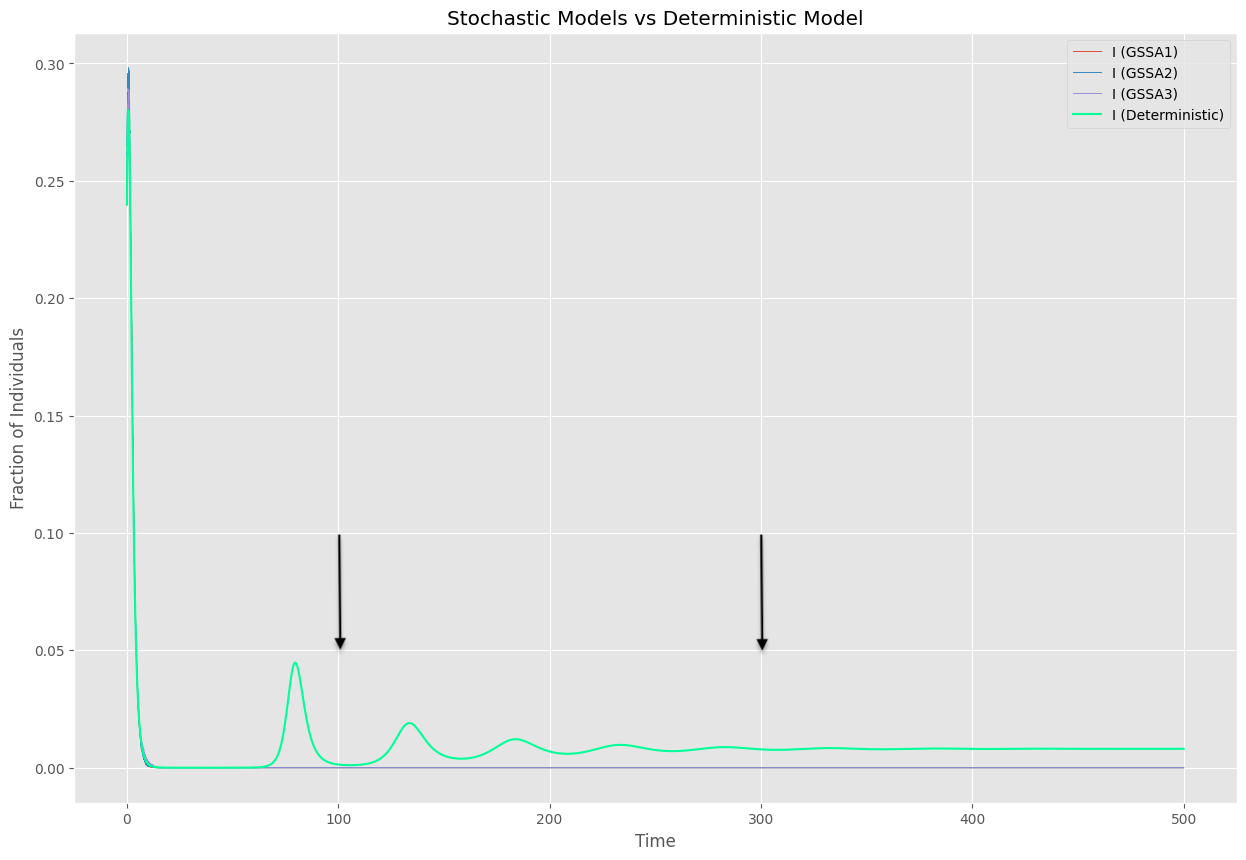 Stochastic Models vs Deterministic Model
I (GSSA1)
I (GSSA2)
I (GSSA3)
I (Deterministic)
Fraction of Individuals
0.30
0.25
0.20
0.15
0.10
0.05
0.00
0 100 200 300 400 500
Time